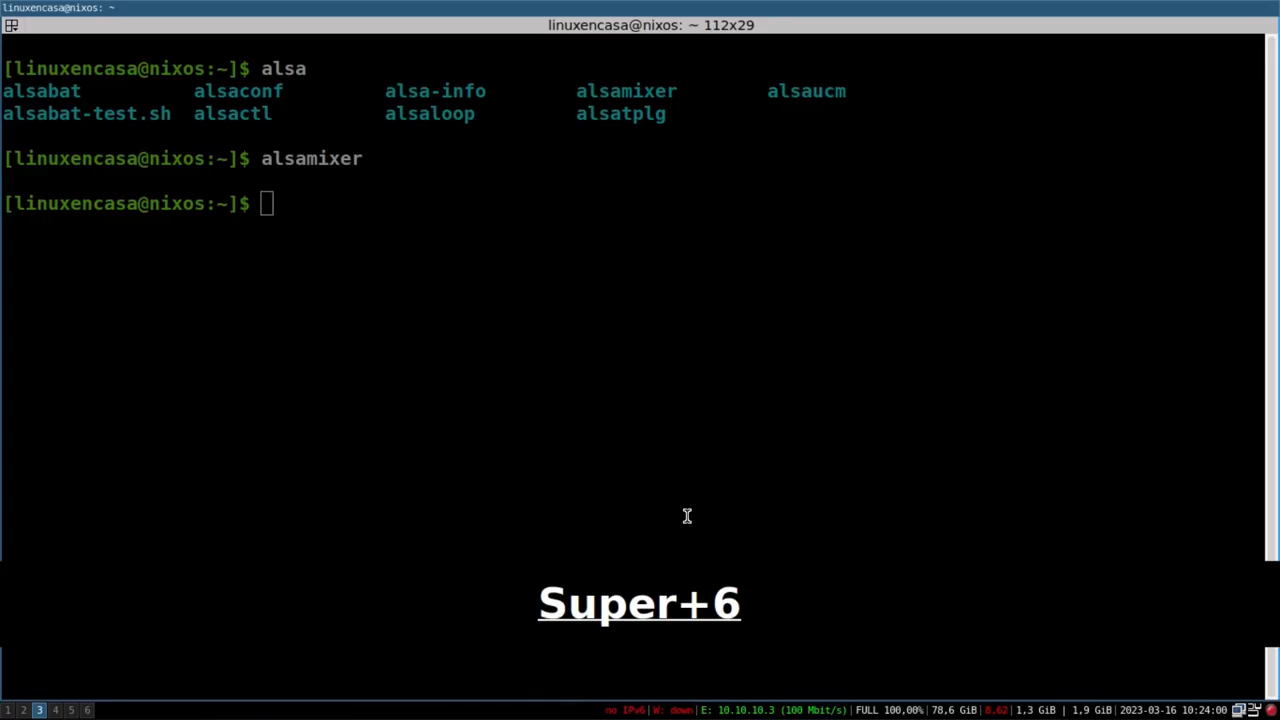 linuxencasa@nixos: ~
linuxencasa@nixos: ~ 112x29
[linuxencasa@nixos:~]$ alsa
alsabat alsaconf alsa-info alsamixer alsaucm
alsabat-test.sh alsactl alsaloop alsatplg
[linuxencasa@nixos:~]$ alsamixer
[linuxencasa@nixos:~]$
Super+6
1 2 3 4 5 6 no IPv6| W: down| E: 10.10.10.3 (100 Mbit/s)| FULL 100,00%| 78,6 GiB| 0.62| 1,3 GiB | 1,9 GiB| 2023-03-16 10:24:00